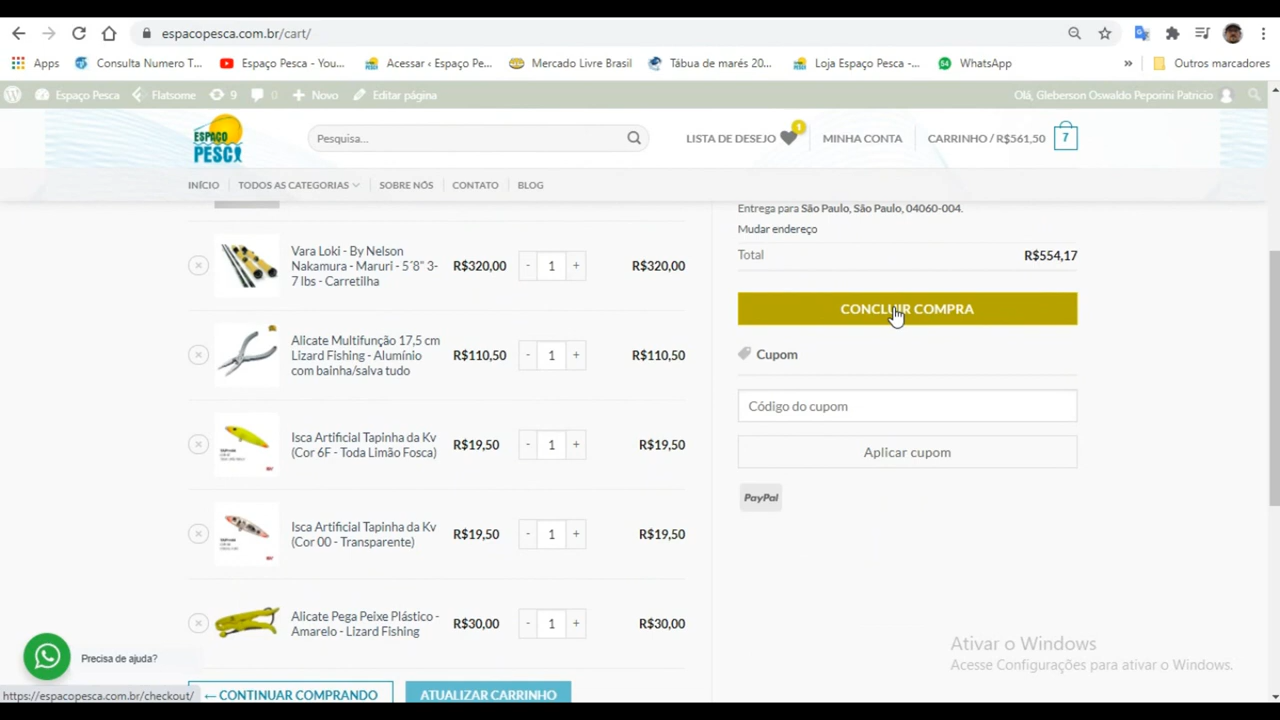 espacopesca.com.br/cart/
Apps
Consulta Numero T...
Espaço Pesca - You...
Acessar ‹ Espaço Pe...
Mercado Livre Brasil
Tábua de marés 20...
Loja Espaço Pesca -...
WhatsApp
»
Outros marcadores
Espaço Pesca
Flatsome
9
0
Novo
Editar página
Olá, Gleberson Oswaldo Peporini Patricio
ESPAÇO
PESCA
Pesquisa...
LISTA DE DESEJO
1
MINHA CONTA
CARRINHO / R$561,50
7
INÍCIO
TODOS AS CATEGORIAS
SOBRE NÓS
CONTATO
BLOG
Entrega para São Paulo, São Paulo, 04060-004.
Mudar endereço
Total R$554,17
CONCLUIR COMPRA
Cupom
Código do cupom
Aplicar cupom
PayPal
Vara Loki - By Nelson
Nakamura - Maruri - 5´8" 3-
7 lbs - Carretilha
R$320,00 - 1 + R$320,00
Alicate Multifunção 17,5 cm
Lizard Fishing - Alumínio
com bainha/salva tudo
R$110,50 - 1 + R$110,50
Isca Artificial Tapinha da Kv
(Cor 6F - Toda Limão Fosca)
R$19,50 - 1 + R$19,50
Isca Artificial Tapinha da Kv
(Cor 00 - Transparente)
R$19,50 - 1 + R$19,50
Alicate Pega Peixe Plástico -
Amarelo - Lizard Fishing
R$30,00 - 1 + R$30,00
Precisa de ajuda?
← CONTINUAR COMPRANDO
ATUALIZAR CARRINHO
https://espacopesca.com.br/checkout/
Ativar o Windows
Acesse Configurações para ativar o Windows.